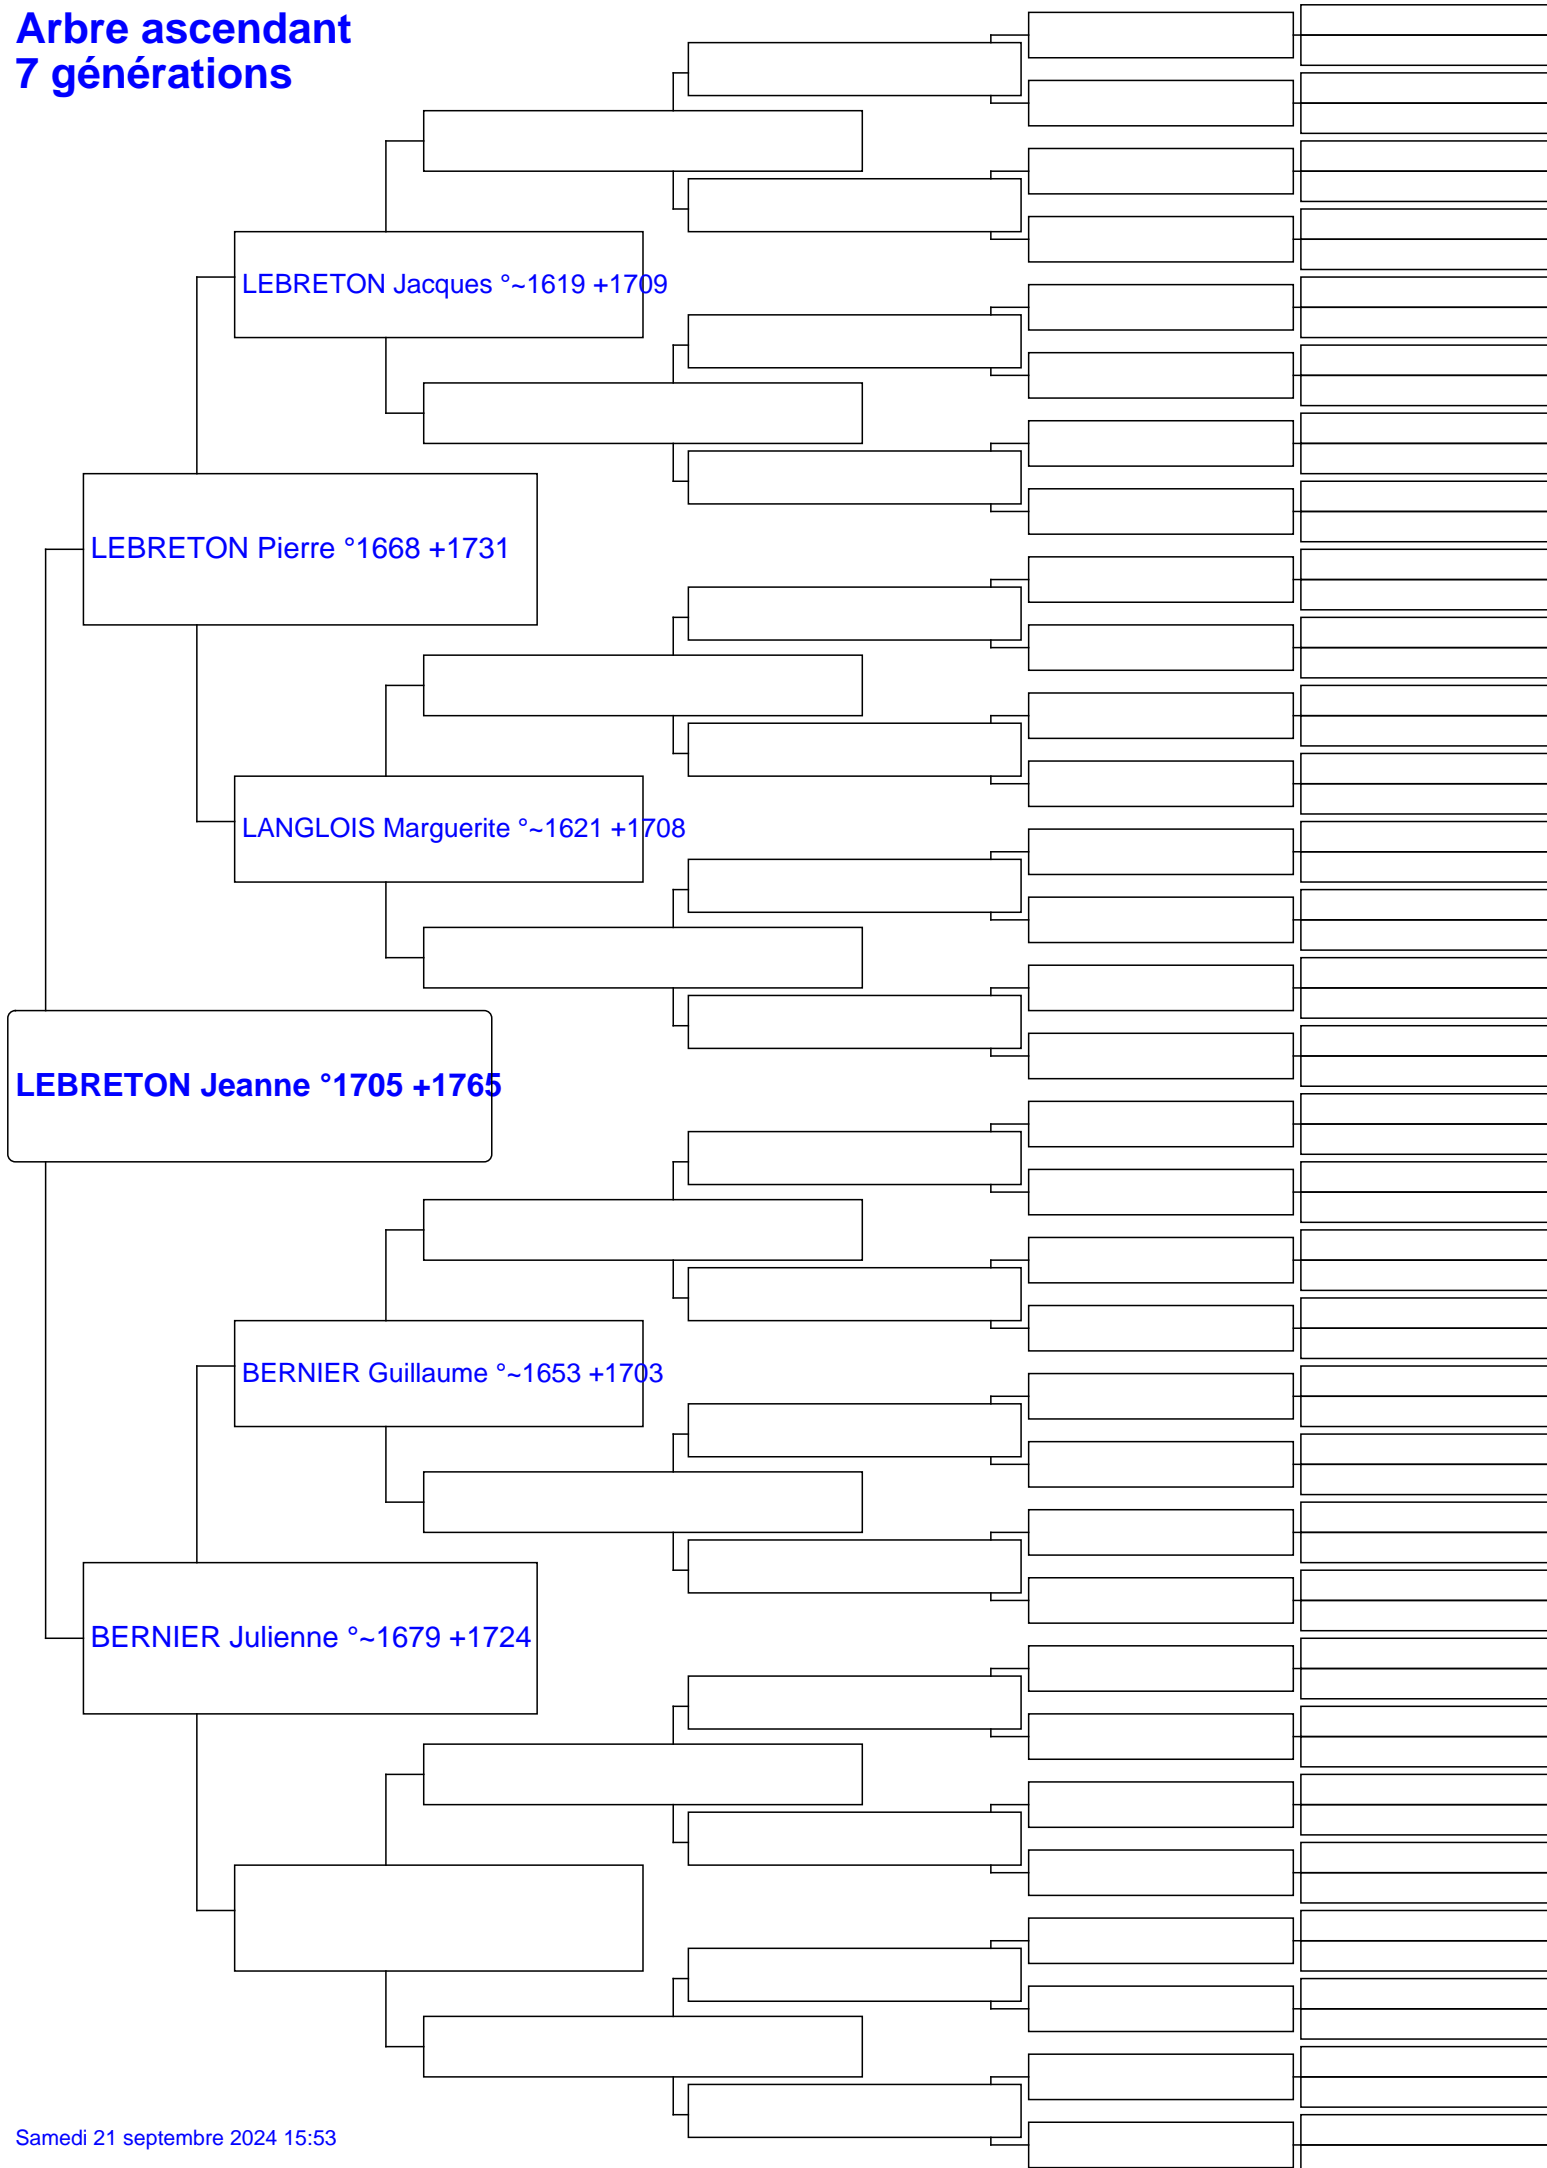 Arbre ascendant
7 générations
LEBRETON Jacques °~1619 +1709
LEBRETON Pierre °1668 +1731
LANGLOIS Marguerite °~1621 +1708
LEBRETON Jeanne °1705 +1765
BERNIER Guillaume °~1653 +1703
BERNIER Julienne °~1679 +1724
Samedi 21 septembre 2024 15:53